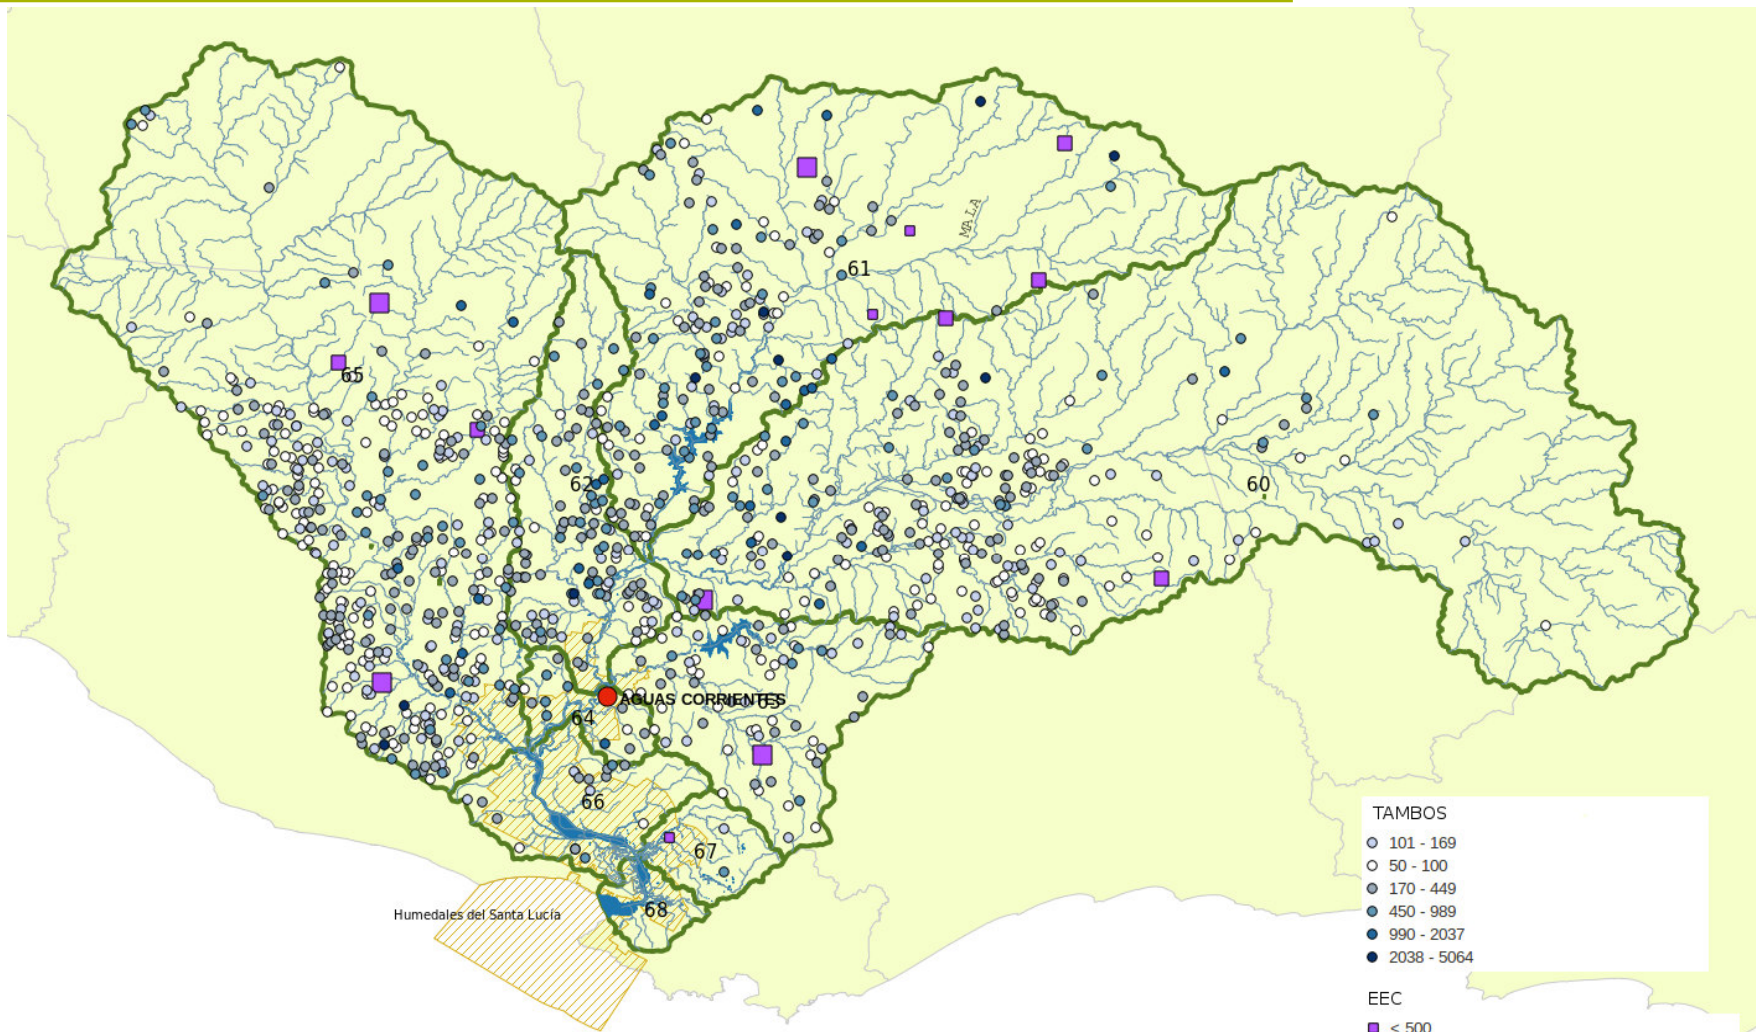 MALA
61
65
62
60
AGUAS CORRIENTES
63
64
66
67
Humedales del Santa Lucía
68
TAMBOS
101 - 169
50 - 100
170 - 449
450 - 989
990 - 2037
2038 - 5064
EEC
< 500